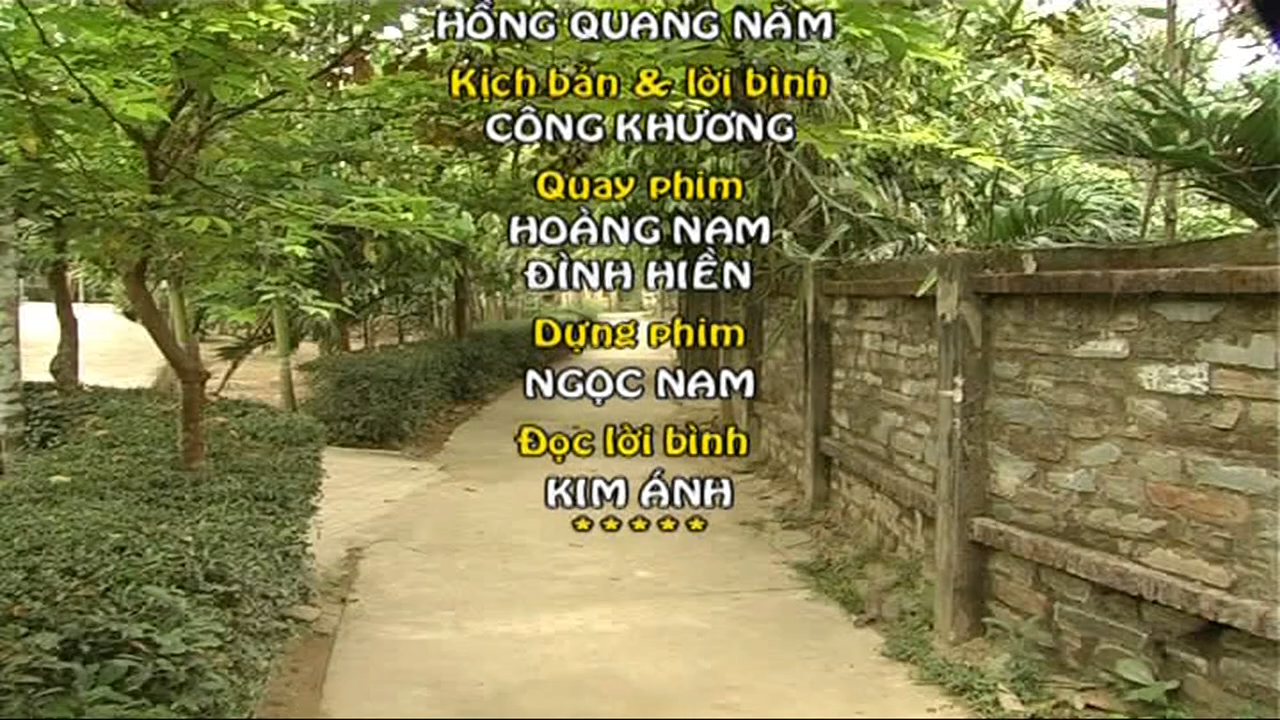 HỒNG QUANG NĂM
Kịch bản & lời bình
CÔNG KHƯƠNG
Quay phim
HOÀNG NAM
ĐÌNH HIỀN
Dựng phim
NGỌC NAM
Đọc lời bình
KIM ÁNH
*****